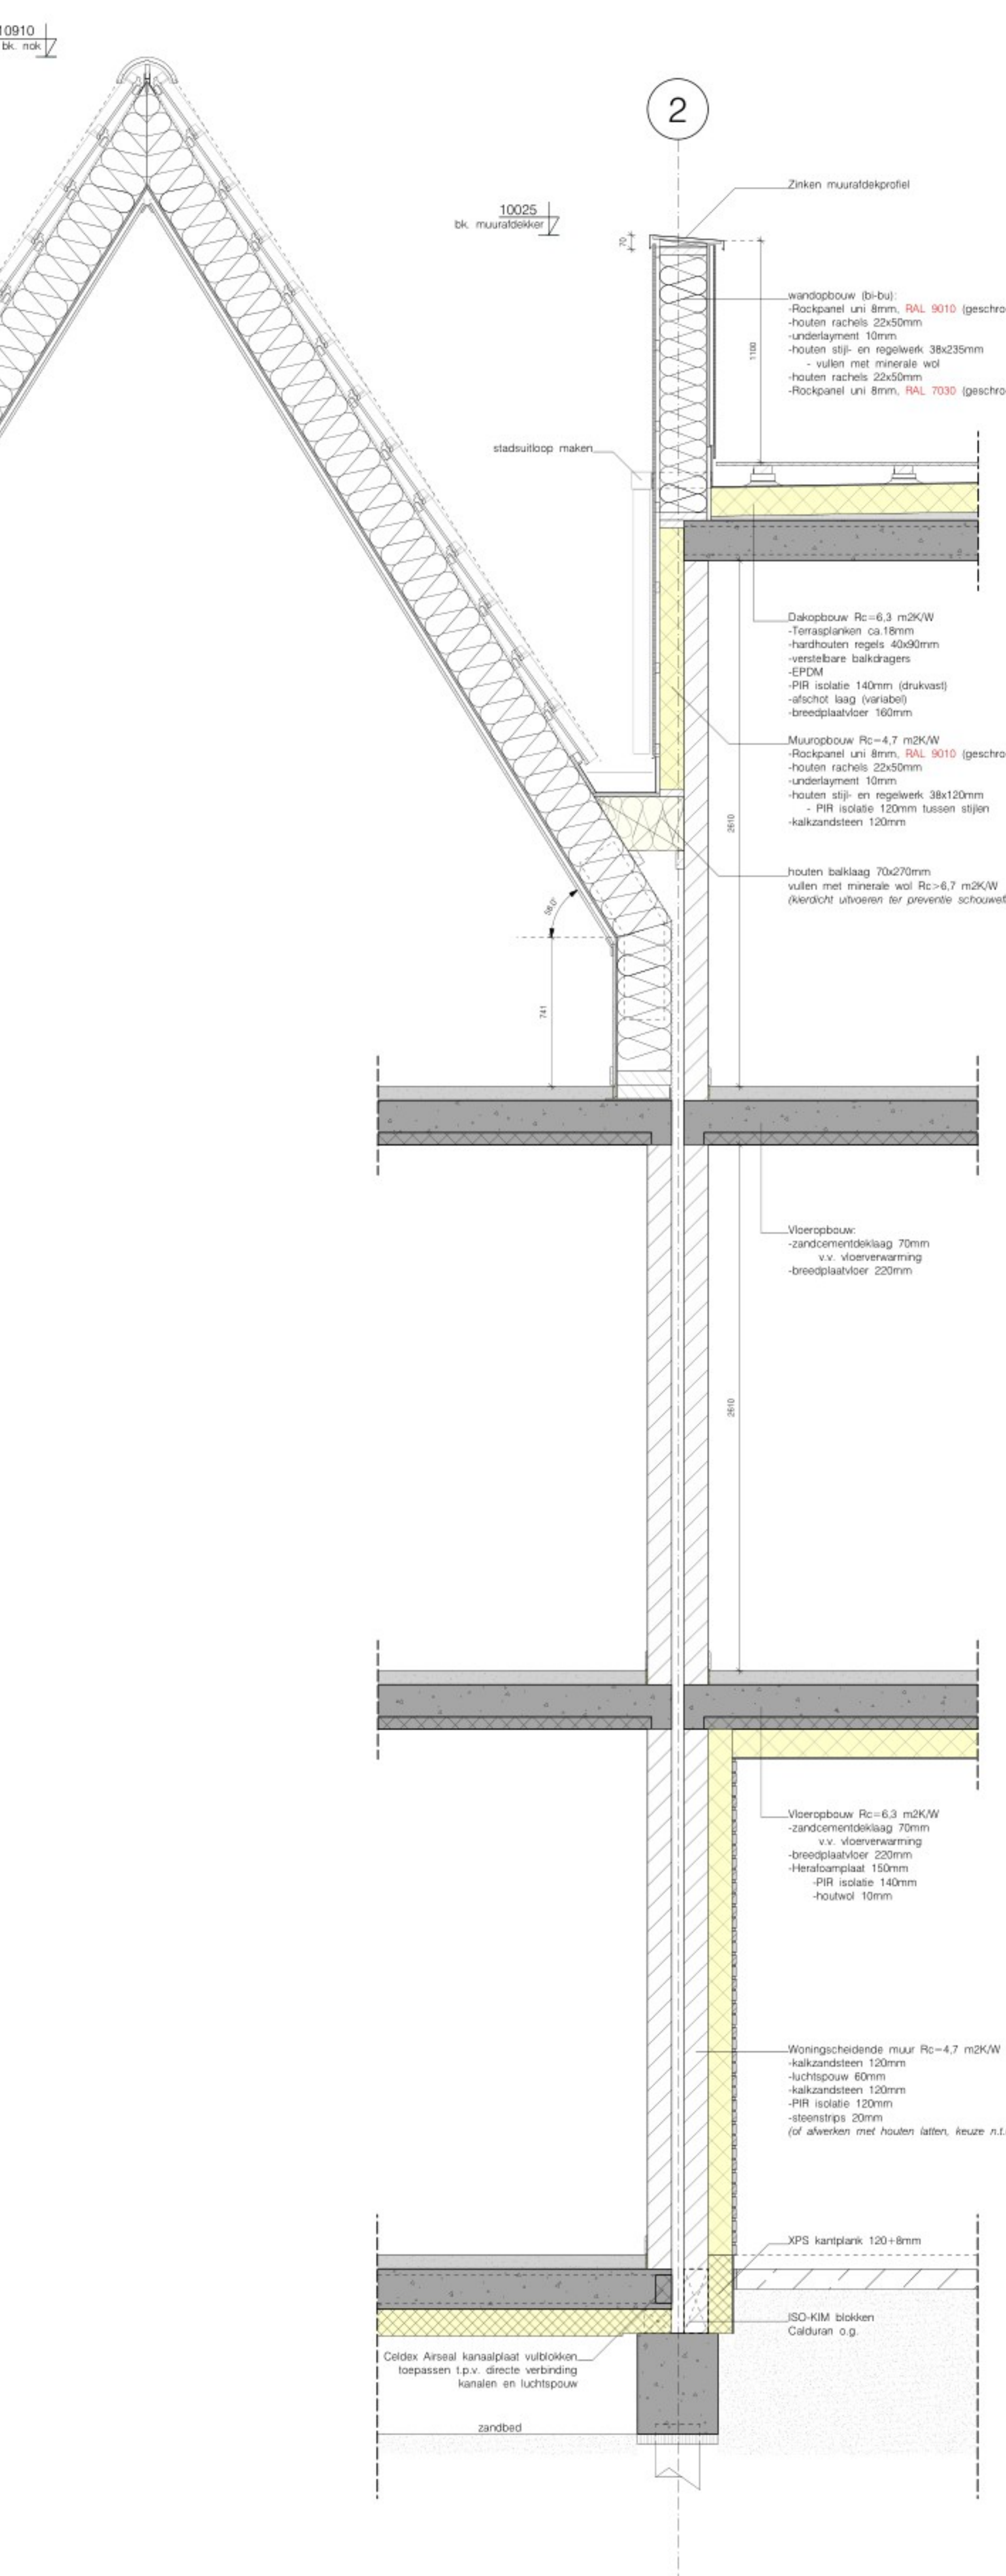 10910
bk. nok
2
Zinken muurafdekprofiel
10025
bk. muurafdekker
70
wandopbouw (bi-bu):
-Rockpanel uni 8mm, RAL 9010 (geschro
-houten rachels 22x50mm
-underlayment 10mm
-houten stijl- en regelwerk 38x235mm
- vullen met minerale wol
-houten rachels 22x50mm
-Rockpanel uni 8mm, RAL 7030 (geschro
1100
stadsuitloop maken
Dakopbouw Rc=6,3 m2K/W
-Terrasplanken ca.18mm
-hardhouten regels 40x90mm
-verstelbare balkdragers
-EPDM
-PIR isolatie 140mm (drukvast)
-afschot laag (variabel)
-breedplaatvloer 160mm
Muuropbouw Rc=4,7 m2K/W
-Rockpanel uni 8mm, RAL 9010 (geschro
-houten rachels 22x50mm
-underlayment 10mm
-houten stijl- en regelwerk 38x120mm
- PIR isolatie 120mm tussen stijlen
-kalkzandsteen 120mm
2610
houten balklaag 70x270mm
vullen met minerale wol Rc>6,7 m2K/W
(kierdicht uitvoeren ter preventie schouwef
58.0°
741
Vloeropbouw:
-zandcementdeklaag 70mm
v.v. vloerverwarming
-breedplaatvloer 220mm
2610
Vloeropbouw Rc=6,3 m2K/W
-zandcementdeklaag 70mm
v.v. vloerverwarming
-breedplaatvloer 220mm
-Herafoamplaat 150mm
-PIR isolatie 140mm
-houtwol 10mm
Woningscheidende muur Rc=4,7 m2K/W
-kalkzandsteen 120mm
-luchtspouw 60mm
-kalkzandsteen 120mm
-PIR isolatie 120mm
-steenstrips 20mm
(of afwerken met houten latten, keuze n.t.
XPS kantplank 120+8mm
ISO-KIM blokken
Calduran o.g.
Celdex Airseal kanaalplaat vulblokken
toepassen t.p.v. directe verbinding
kanalen en luchtspouw
zandbed